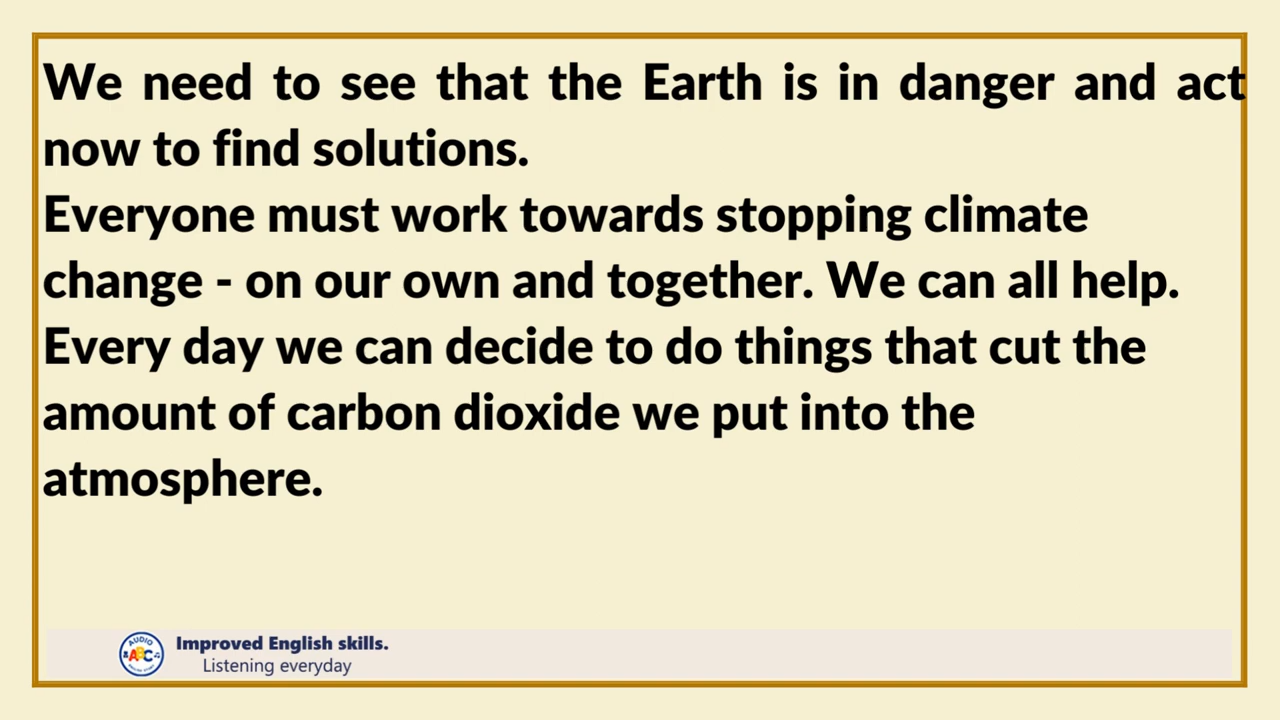 We need to see that the Earth is in danger and act
now to find solutions.
Everyone must work towards stopping climate
change - on our own and together. We can all help.
Every day we can decide to do things that cut the
amount of carbon dioxide we put into the
atmosphere.
AUDIO
ABC
Improved English skills.
Listening everyday